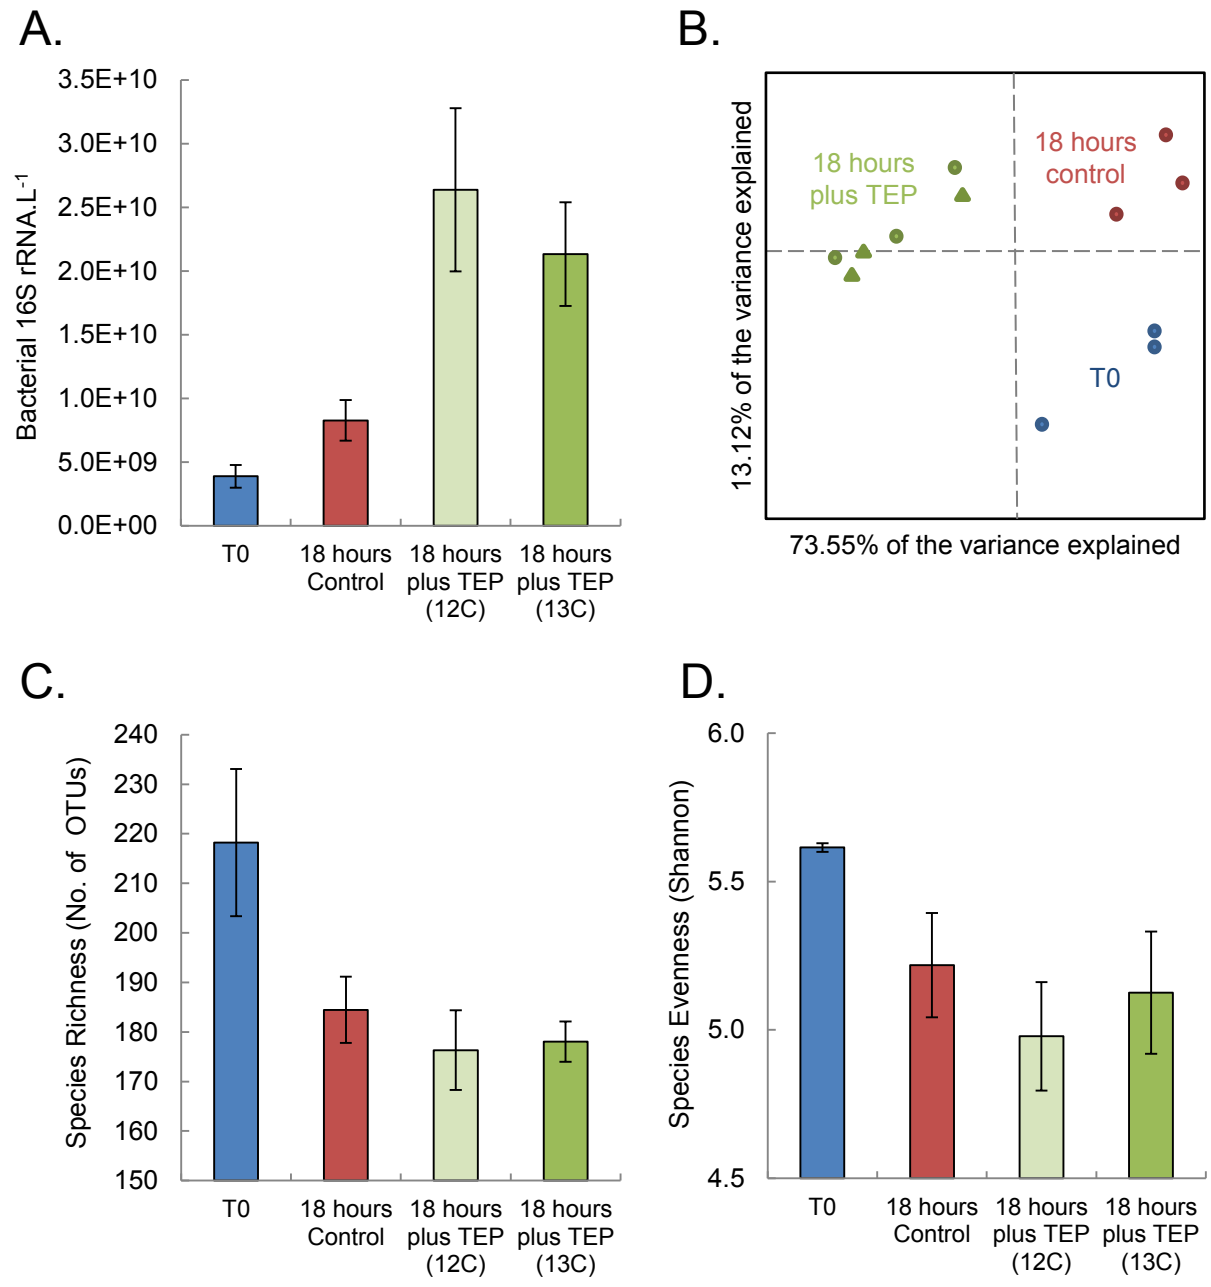 A.
Bacterial 16S rRNA.L-1
3.5E+10
3.0E+10
2.5E+10
2.0E+10
1.5E+10
1.0E+10
5.0E+09
0.0E+00
T0
18 hours
Control
18 hours
plus TEP
(12C)
18 hours
plus TEP
(13C)
B.
13.12% of the variance explained
18 hours
plus TEP
18 hours
control
T0
73.55% of the variance explained
C.
Species Richness (No. of OTUs)
240
230
220
210
200
190
180
170
160
150
T0
18 hours
Control
18 hours
plus TEP
(12C)
18 hours
plus TEP
(13C)
D.
Species Evenness (Shannon)
6.0
5.5
5.0
4.5
T0
18 hours
Control
18 hours
plus TEP
(12C)
18 hours
plus TEP
(13C)